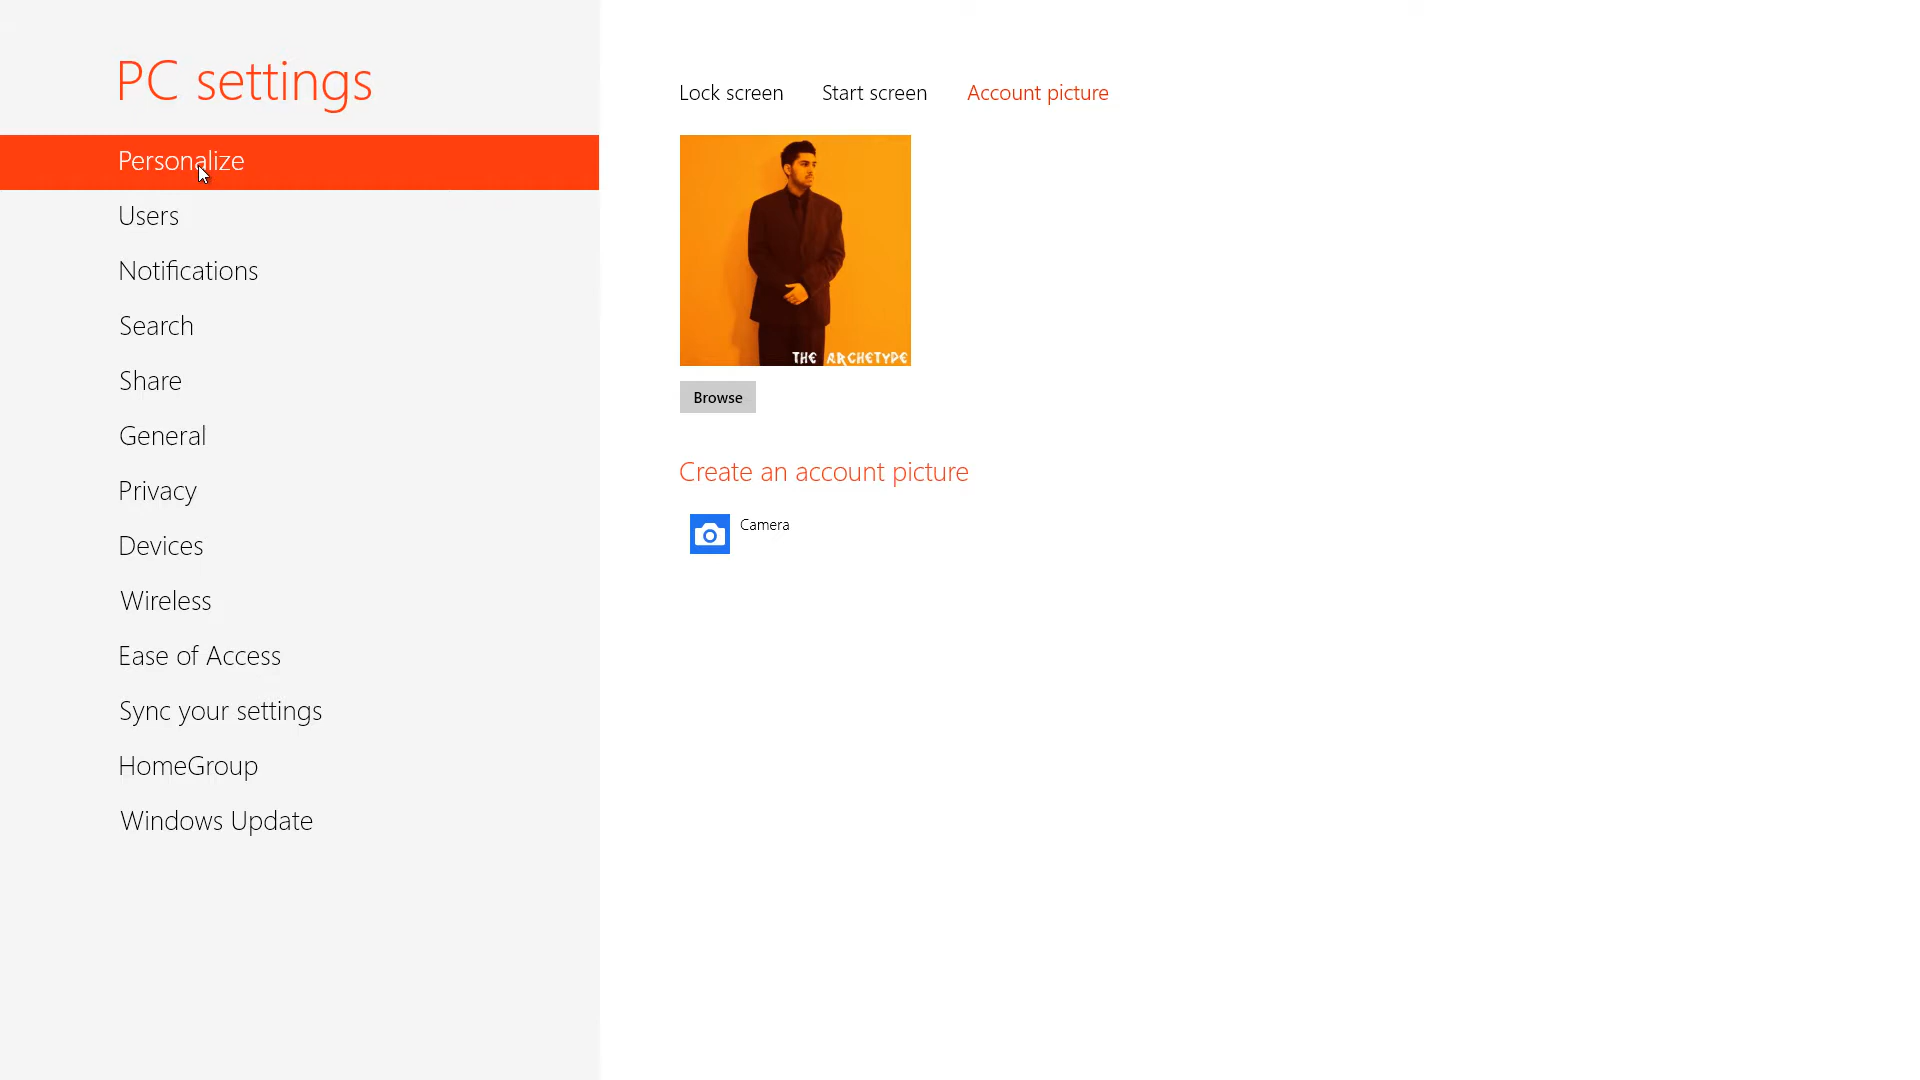 PC settings
Personalize
Users
Notifications
Search
Share
General
Privacy
Devices
Wireless
Ease of Access
Sync your settings
HomeGroup
Windows Update
Lock screen Start screen Account picture
THE ARCHETYPE
Browse
Create an account picture
Camera